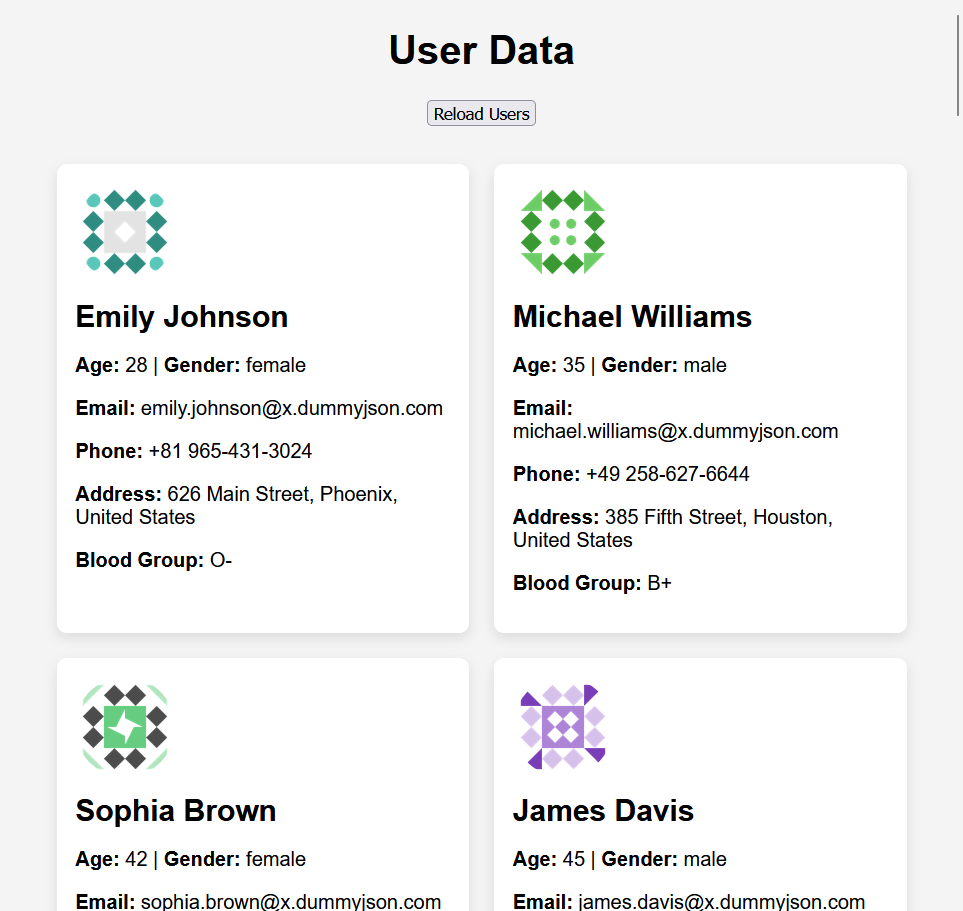 User Data
Reload Users
Emily Johnson
Age: 28 | Gender: female
Email: emily.johnson@x.dummyjson.com
Phone: +81 965-431-3024
Address: 626 Main Street, Phoenix,
United States
Blood Group: O-
Michael Williams
Age: 35 | Gender: male
Email:
michael.williams@x.dummyjson.com
Phone: +49 258-627-6644
Address: 385 Fifth Street, Houston,
United States
Blood Group: B+
Sophia Brown
Age: 42 | Gender: female
Email: sophia.brown@x.dummyjson.com
James Davis
Age: 45 | Gender: male
Email: james.davis@x.dummyjson.com